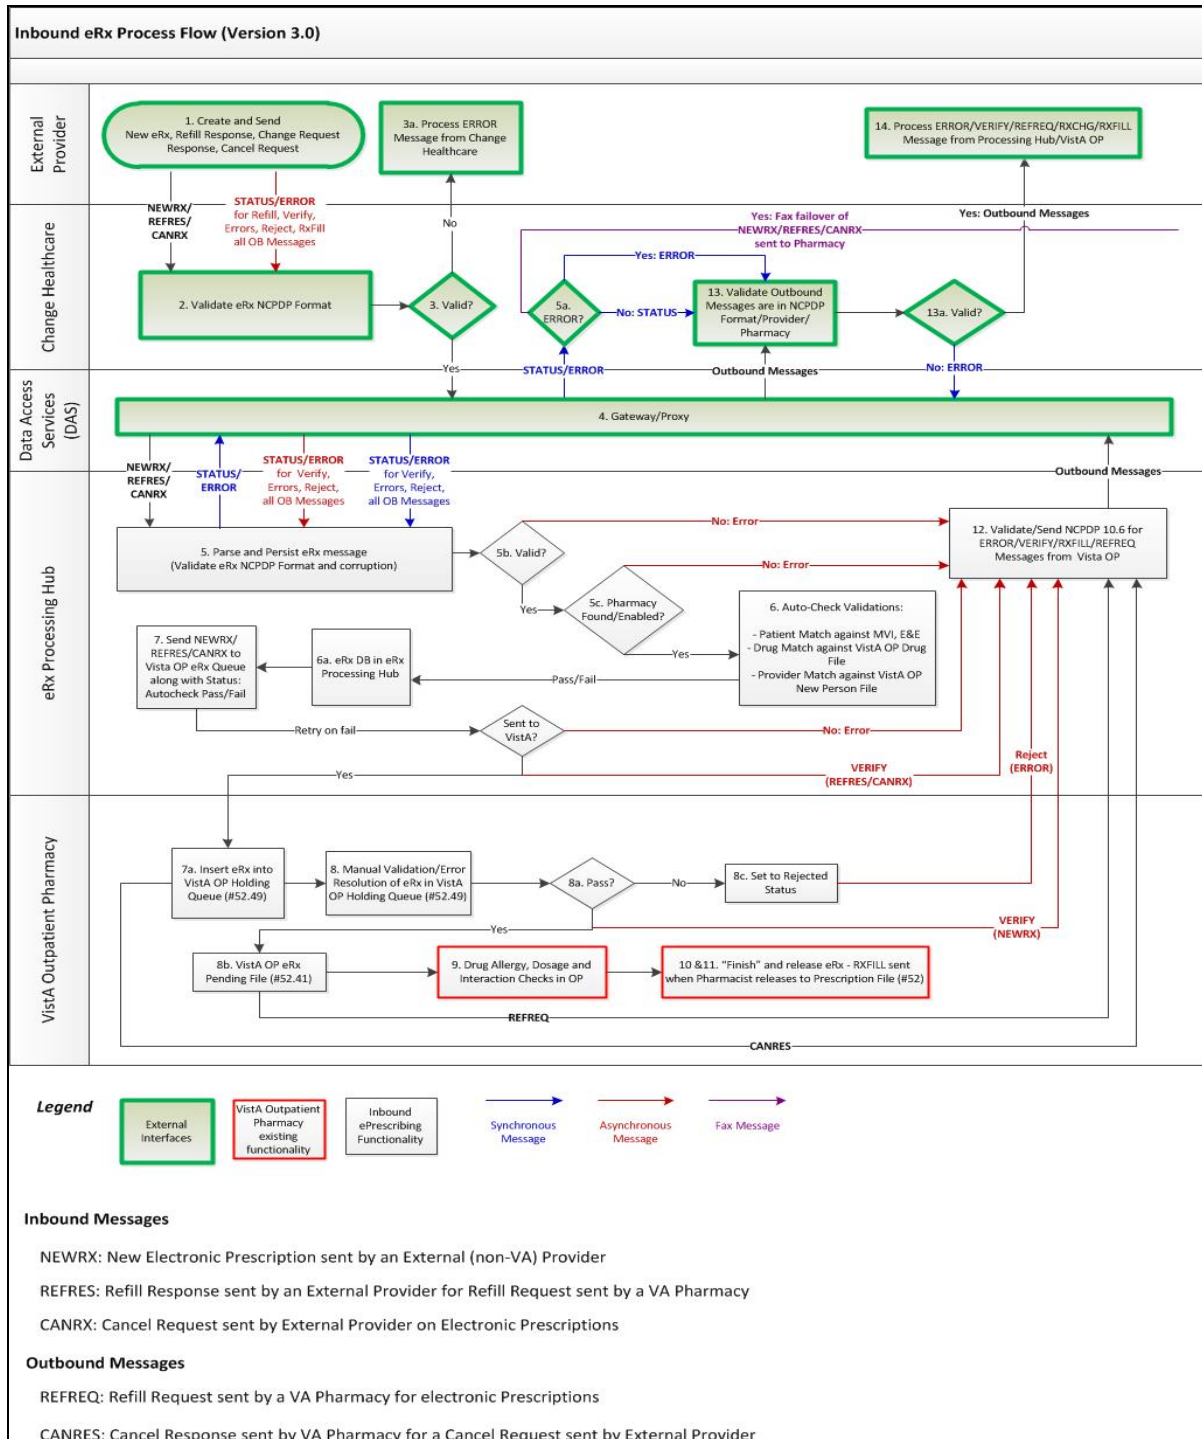 Inbound eRx Process Flow (Version 3.0)
External
Provider
1. Create and Send
New eRx, Refill Response, Change Request
Response, Cancel Request
3a. Process ERROR
Message from Change
Healthcare
14. Process ERROR/VERIFY/REFREQ/RXCHG/RXFILL
Message from Processing Hub/VistA OP
NEWRX/
REFRES/
CANRX
STATUS/ERROR
for Refill, Verify,
Errors, Reject, RxFill
all OB Messages
No
Yes: Fax failover of
NEWRX/REFRES/CANRX
sent to Pharmacy
Yes: Outbound Messages
Change Healthcare
2. Validate eRx NCPDP Format
3. Valid?
5a.
ERROR?
Yes: ERROR
No: STATUS
13. Validate Outbound
Messages are in NCPDP
Format/Provider/
Pharmacy
13a. Valid?
Yes
STATUS/ERROR
Outbound Messages
No: ERROR
Data Access
Services
(DAS)
4. Gateway/Proxy
NEWRX/
REFRES/
CANRX
STATUS/
ERROR
STATUS/ERROR
for Verify,
Errors, Reject,
all OB Messages
STATUS/ERROR
for Verify,
Errors, Reject,
all OB Messages
Outbound Messages
eRx Processing Hub
5. Parse and Persist eRx message
(Validate eRx NCPDP Format and corruption)
5b. Valid?
No: Error
12. Validate/Send NCPDP 10.6 for
ERROR/VERIFY/RXFILL/REFREQ
Messages from Vista OP
Yes
5c. Pharmacy
Found/Enabled?
No: Error
Yes
6. Auto-Check Validations:
- Patient Match against MVI, E&E
- Drug Match against VistA OP Drug
File
- Provider Match against VistA OP
New Person File
7. Send NEWRX/
REFRES/CANRX to
Vista OP eRx Queue
along with Status:
Autocheck Pass/Fail
6a. eRx DB in eRx
Processing Hub
Pass/Fail
Retry on fail
Sent to
VistA?
No: Error
Yes
VERIFY
(REFRES/CANRX)
Reject
(ERROR)
VistA Outpatient Pharmacy
7a. Insert eRx into
VistA OP Holding
Queue (#52.49)
8. Manual Validation/Error
Resolution of eRx in VistA
OP Holding Queue (#52.49)
8a. Pass?
No
8c. Set to Rejected
Status
Yes
VERIFY
(NEWRX)
8b. VistA OP eRx
Pending File (#52.41)
9. Drug Allergy, Dosage and
Interaction Checks in OP
10 &11. "Finish" and release eRx - RXFILL sent
when Pharmacist releases to Prescription File (#52)
REFREQ
CANRES
Legend
External
Interfaces
VistA Outpatient
Pharmacy
existing
functionality
Inbound
ePrescribing
Functionality
Synchronous
Message
Asynchronous
Message
Fax Message
Inbound Messages
NEWRX: New Electronic Prescription sent by an External (non-VA) Provider
REFRES: Refill Response sent by an External Provider for Refill Request sent by a VA Pharmacy
CANRX: Cancel Request sent by External Provider on Electronic Prescriptions
Outbound Messages
REFREQ: Refill Request sent by a VA Pharmacy for electronic Prescriptions
CANRES: Cancel Response sent by VA Pharmacy for a Cancel Request sent by External Provider